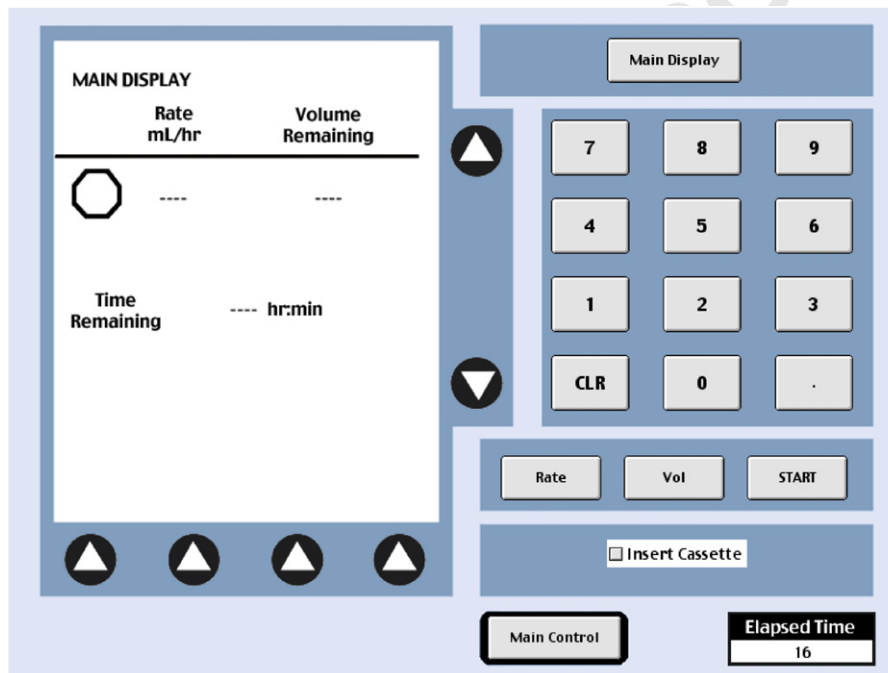 MAIN DISPLAY
Rate mL/hr
Volume Remaining
---- ----
Time Remaining ---- hr:min
Main Display
7 8 9
4 5 6
1 2 3
CLR 0 .
Rate Vol START
Insert Cassette
Main Control
Elapsed Time
16